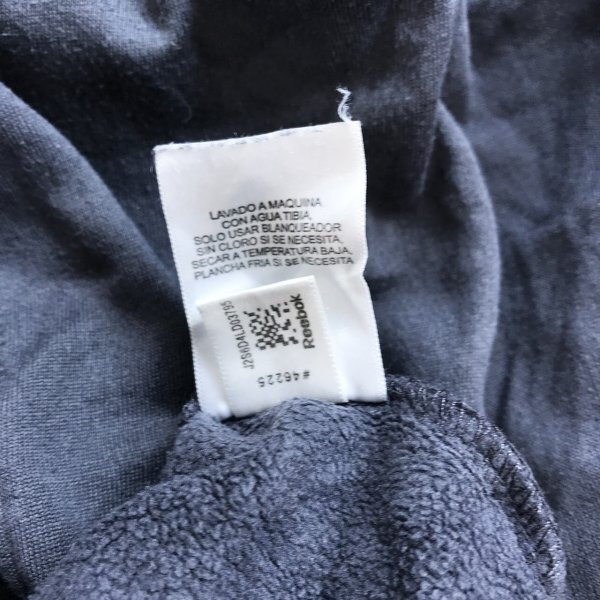 LAVADO A MAQUINA
CON AGUA TIBIA,
SOLO USAR BLANQUEADOR
SIN CLORO SI SE NECESITA,
SECAR A TEMPERATURA BAJA,
PLANCHA FRIA SI SE NECESITA
Reebok
#46225